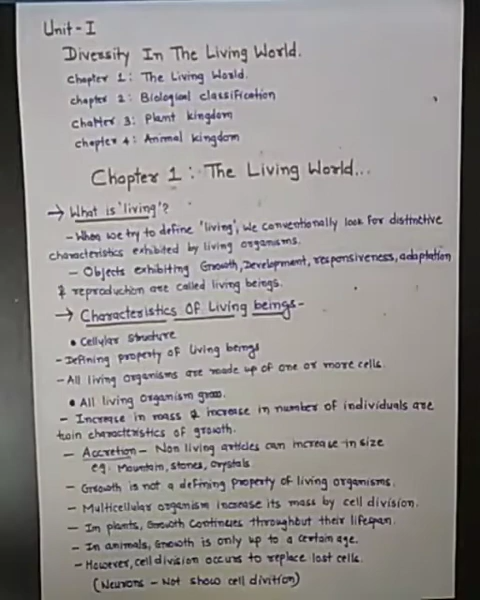 Unit-I
Diversity In The Living World.
Chapter 1: The Living World.
chapter 2: Biological classification
Chatter 3: Plant kingdom
chapter 4: Animal kingdom
Chapter 1: The Living World...
→ What is 'living'?
- When we try to define 'living', We conventionally look for distinctive
characteristics exhibited by living organisms.
- Objects exhibiting Growth, Development, responsiveness, adaptation
& reproduction are called living beings.
→ Characteristics Of Living beings-
• Cellular structure
- Defining property of living beings
- All living organisms are made up of one or more cells.
• All living organism grow.
- Increase in mass & increase in number of individuals are
twin characteristics of growth.
- Accretion - Non living articles can increase in size
eg. Mountain, stones, crystals
- Growth is not a defining property of living organisms.
- Multicellular organism increase its mass by cell division.
- In plants, Growth continues throughout their lifespan.
- In animals, Growth is only up to a certain age.
- However, cell division occurs to replace lost cells.
(Neurons - Not show cell divition)